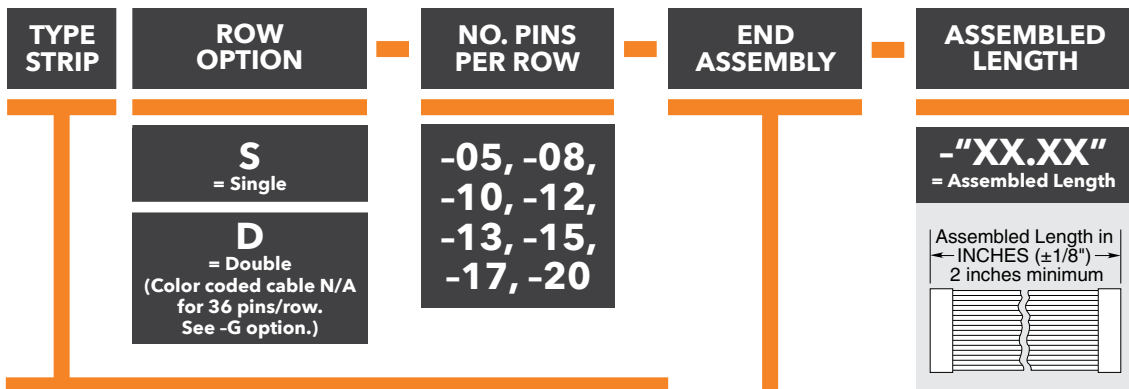 TYPE
STRIP
ROW
OPTION
NO. PINS
PER ROW
END
ASSEMBLY
ASSEMBLED
LENGTH
S
= Single
D
= Double
(Color coded cable N/A
for 36 pins/row.
See –G option.)
–05, –08,
–10, –12,
–13, –15,
–17, –20
–"XX.XX"
= Assembled Length
Assembled Length in
INCHES (±1/8")
2 inches minimum